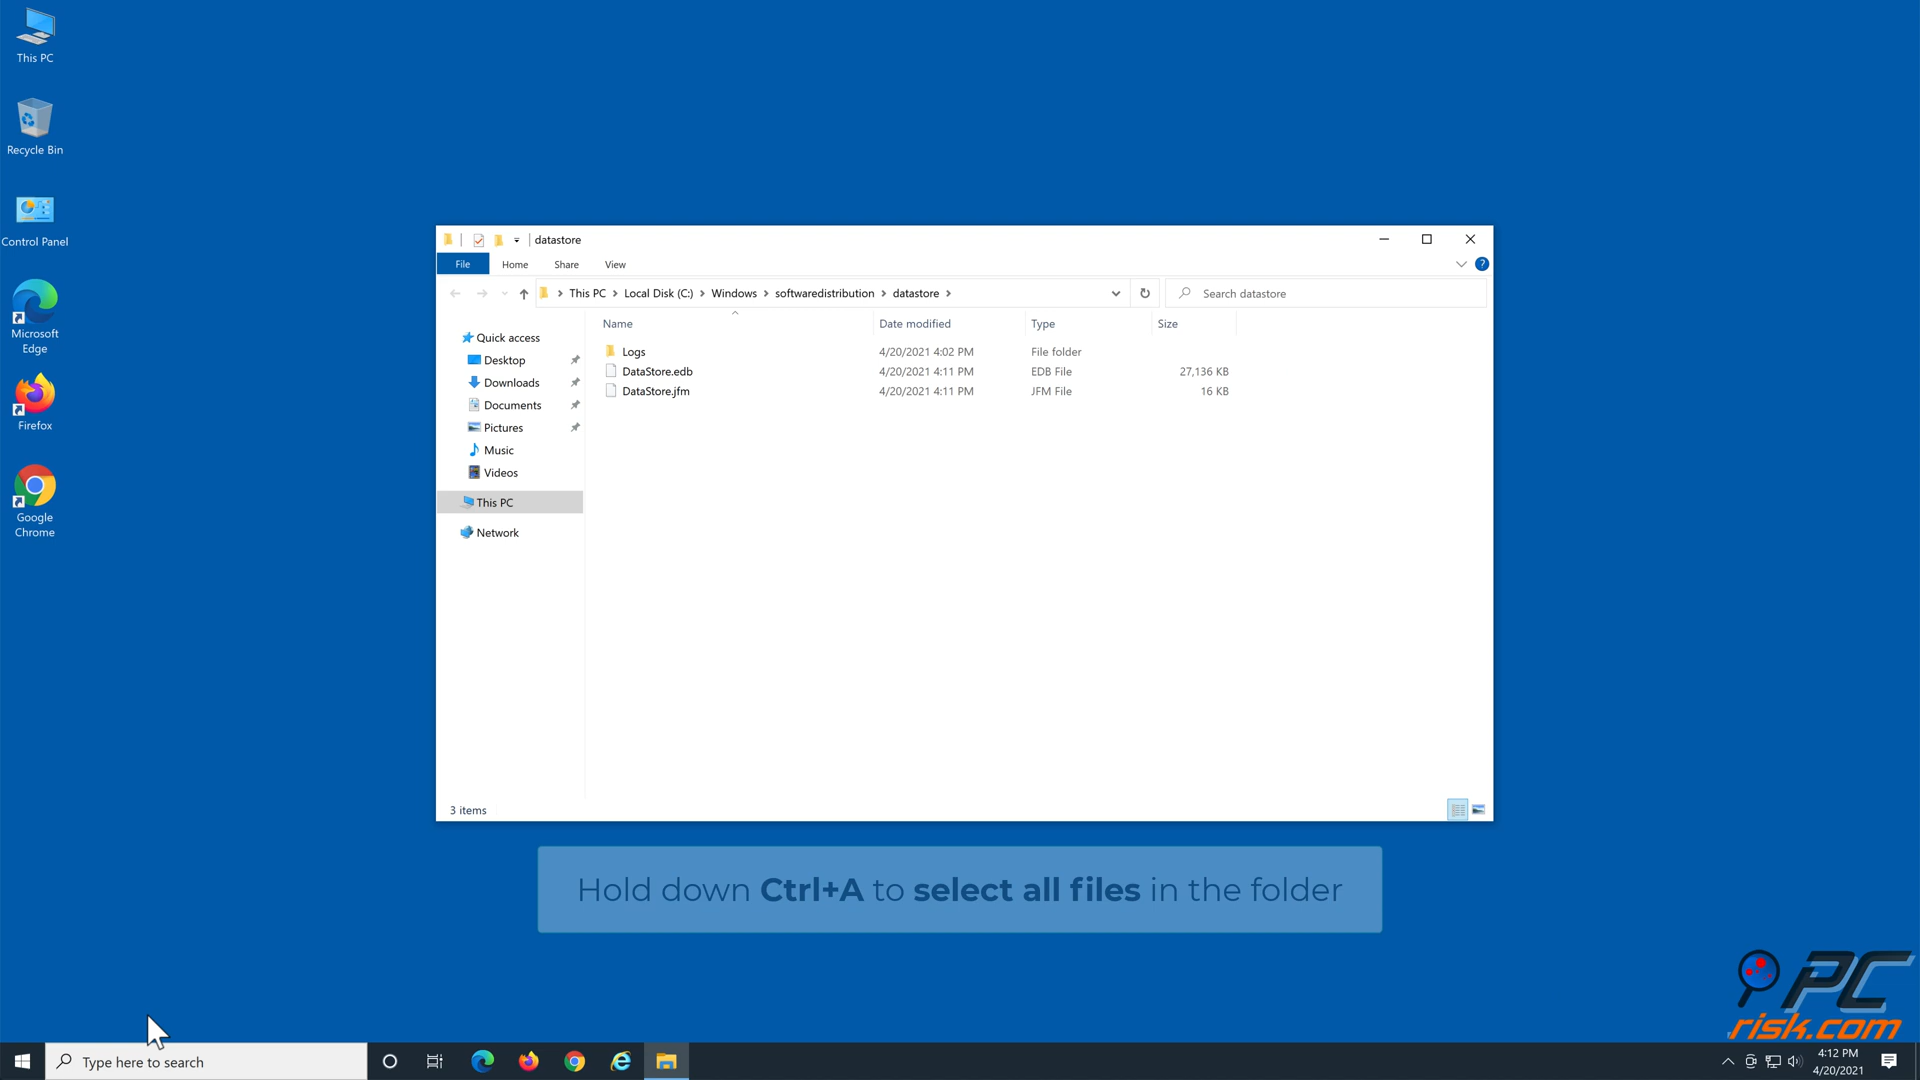 This PC
Recycle Bin
Control Panel
Microsoft
Edge
Firefox
Google
Chrome
datastore
File Home Share View
This PC Local Disk (C:) Windows softwaredistribution datastore
Search datastore
Name Date modified Type Size
Logs 4/20/2021 4:02 PM File folder
DataStore.edb 4/20/2021 4:11 PM EDB File 27,136 KB
DataStore.jfm 4/20/2021 4:11 PM JFM File 16 KB
Quick access
Desktop
Downloads
Documents
Pictures
Music
Videos
This PC
Network
3 items
Hold down Ctrl+A to select all files in the folder
PC
risk.com
Type here to search
4:12 PM
4/20/2021